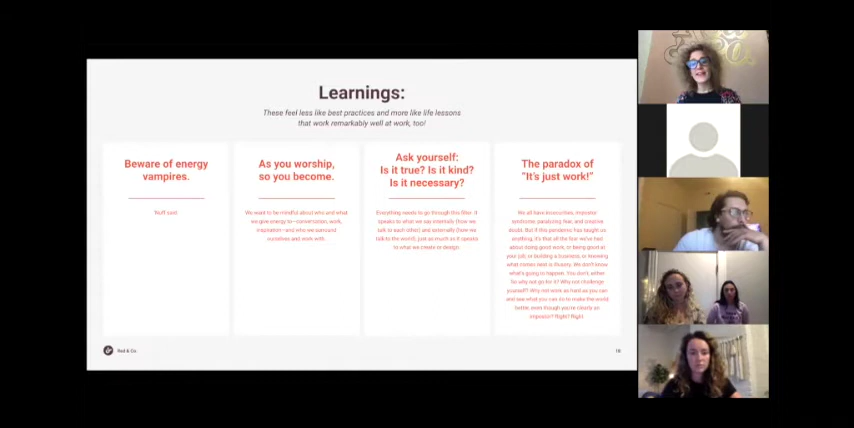 Learnings:
These feel less like best practices and more like life lessons
that work remarkably well at work, too!
Beware of energy
vampires.
'Nuff said.
As you worship,
so you become.
We want to be mindful about who and what
we give energy to—conversation, work,
inspiration—and who we surround
ourselves and work with.
Ask yourself:
Is it true? Is it kind?
Is it necessary?
Everything needs to go through this filter. It
speaks to what we say internally (how we
talk to each other) and externally (how we
talk to the world), just as much as it speaks
to what we create in design.
The paradox of
“It’s just work!”
We all have insecurities, imposter
syndrome, paralyzing fear, and creative
doubt. But if this pandemic has taught us
anything, it's that all the fear we've had
about doing good work, or being good at
your job, or building a business, or knowing
what comes next is illusory. We don't know
what's going to happen. You don't, either.
So why not go for it? Why not challenge
yourself? Why not work as hard as you can
and see what you can do to make the world
better, even though you're clearly an
imposter? Right? Right.
&
Red & Co.
18